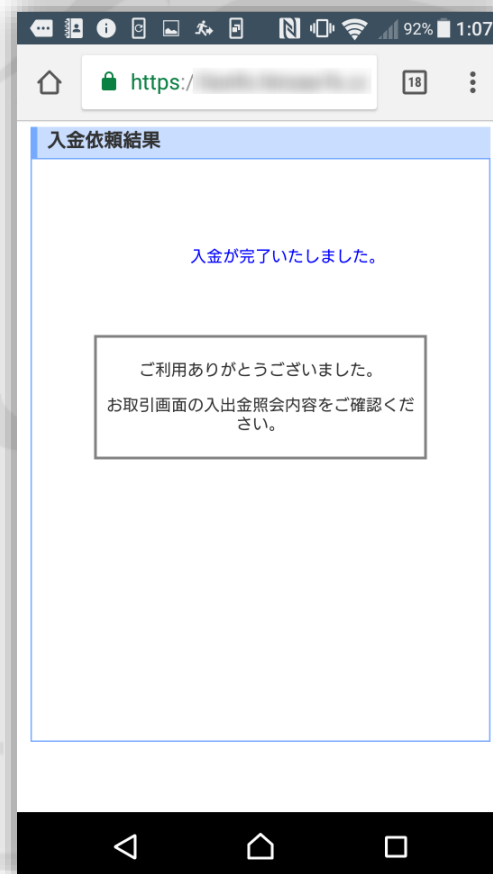 92% 1:07
https:/
18
入金依頼結果
入金が完了いたしました。
ご利用ありがとうございました。
お取引画面の入出金照会内容をご確認くだ
さい。